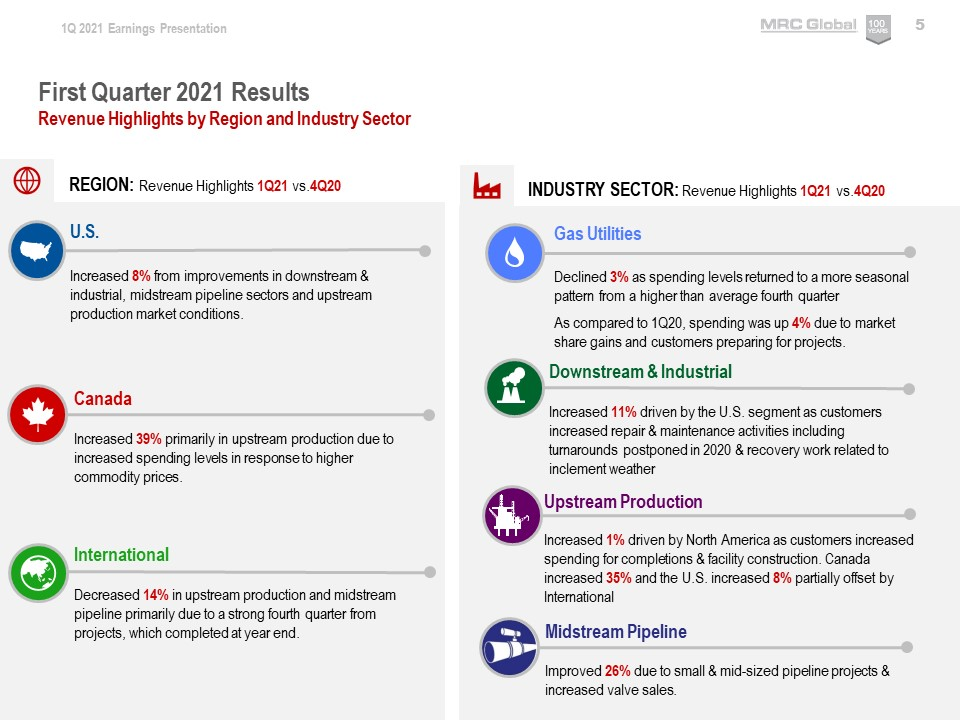 1Q 2021 Earnings Presentation
MRC Global
100
YEARS
5
First Quarter 2021 Results
Revenue Highlights by Region and Industry Sector
REGION: Revenue Highlights 1Q21 vs.4Q20
U.S.
Increased 8% from improvements in downstream &
industrial, midstream pipeline sectors and upstream
production market conditions.
Canada
Increased 39% primarily in upstream production due to
increased spending levels in response to higher
commodity prices.
International
Decreased 14% in upstream production and midstream
pipeline primarily due to a strong fourth quarter from
projects, which completed at year end.
INDUSTRY SECTOR: Revenue Highlights 1Q21 vs.4Q20
Gas Utilities
Declined 3% as spending levels returned to a more seasonal
pattern from a higher than average fourth quarter
As compared to 1Q20, spending was up 4% due to market
share gains and customers preparing for projects.
Downstream & Industrial
Increased 11% driven by the U.S. segment as customers
increased repair & maintenance activities including
turnarounds postponed in 2020 & recovery work related to
inclement weather
Upstream Production
Increased 1% driven by North America as customers increased
spending for completions & facility construction. Canada
increased 35% and the U.S. increased 8% partially offset by
International
Midstream Pipeline
Improved 26% due to small & mid-sized pipeline projects &
increased valve sales.